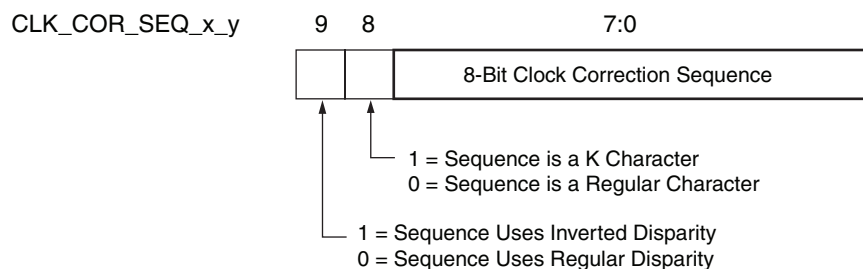 CLK_COR_SEQ_x_y 9 8 7:0
8-Bit Clock Correction Sequence
1 = Sequence is a K Character
0 = Sequence is a Regular Character
1 = Sequence Uses Inverted Disparity
0 = Sequence Uses Regular Disparity